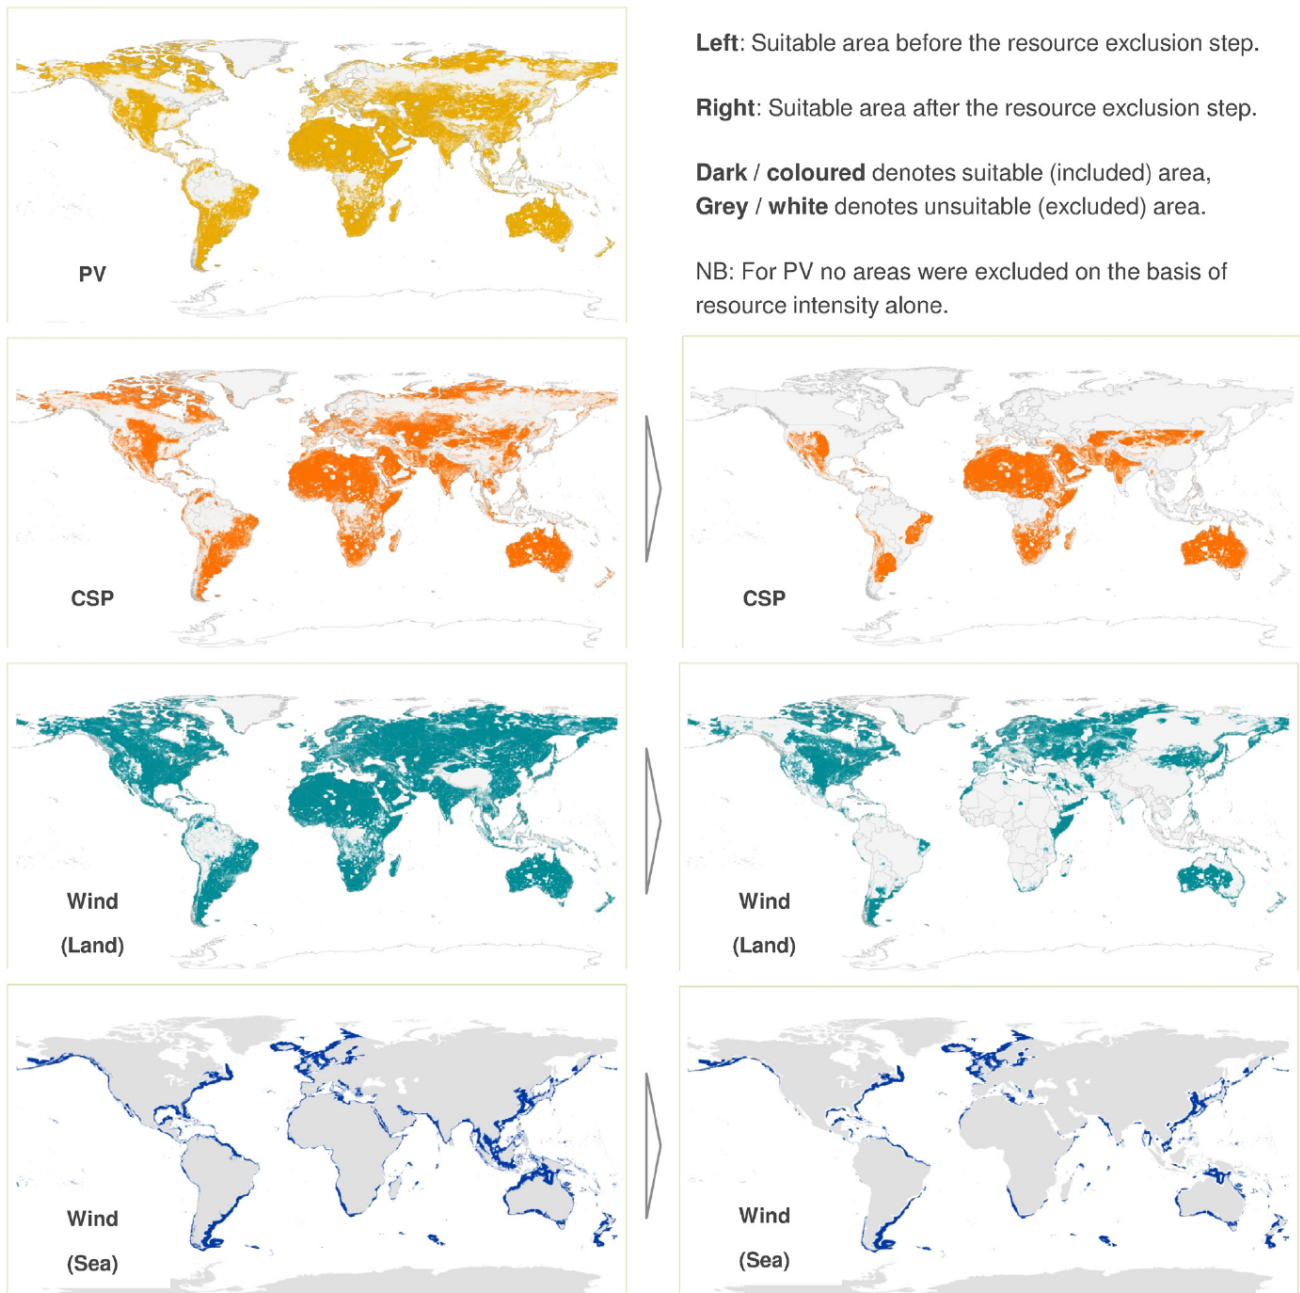 Left: Suitable area before the resource exclusion step.
Right: Suitable area after the resource exclusion step.
Dark / coloured denotes suitable (included) area,
Grey / white denotes unsuitable (excluded) area.
NB: For PV no areas were excluded on the basis of
resource intensity alone.
PV
CSP
CSP
Wind
(Land)
Wind
(Land)
Wind
(Sea)
Wind
(Sea)